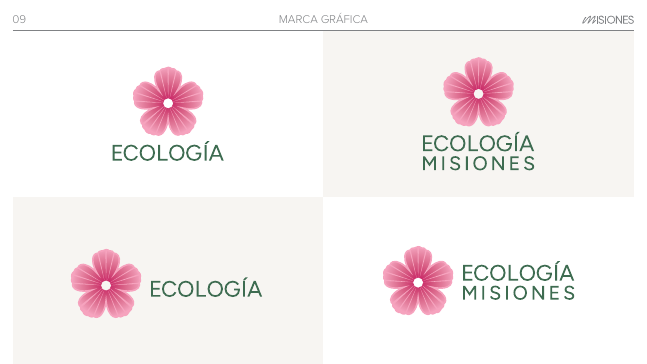 09
MARCA GRÁFICA
MISIONES
ECOLOGÍA
ECOLOGÍA
MISIONES
ECOLOGÍA
ECOLOGÍA
MISIONES